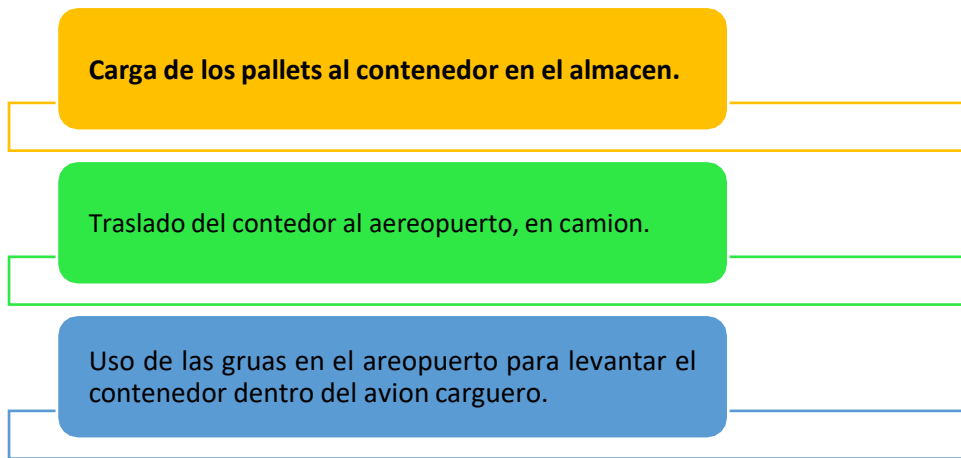 Carga de los pallets al contenedor en el almacen.
Traslado del contedor al aereopuerto, en camion.
Uso de las gruas en el areopuerto para levantar el
contenedor dentro del avion carguero.